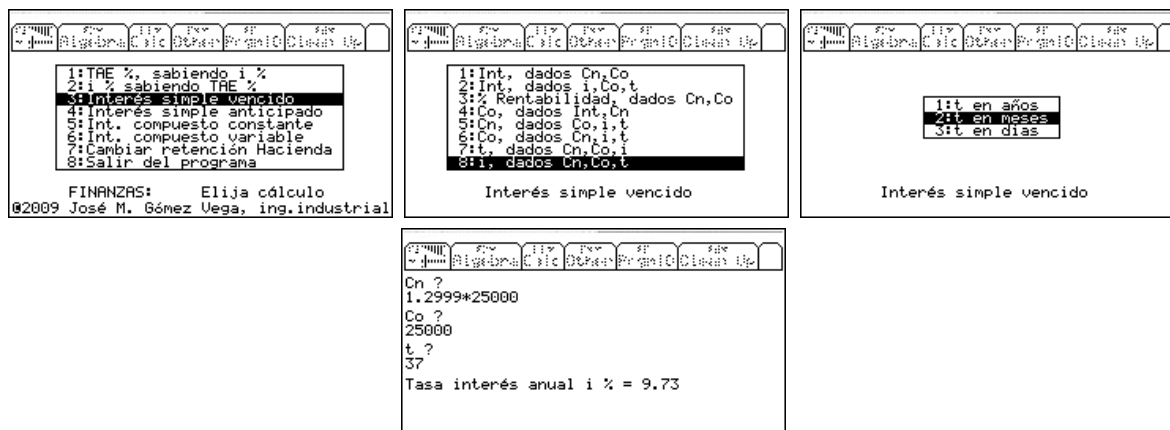 Algebra Calc Other PrgmIO Clean Up
1:TAE %, sabiendo i %
2:i % sabiendo TAE %
3:Interés simple vencido
4:Interés simple anticipado
5:Int. compuesto constante
6:Int. compuesto variable
7:Cambiar retención Hacienda
8:Salir del programa
FINANZAS: Elija cálculo
©2009 José M. Gómez Vega, ing.industrial
Algebra Calc Other PrgmIO Clean Up
1:Int, dados Cn,Co
2:Int, dados i,Co,t
3:% Rentabilidad, dados Cn,Co
4:Co, dados Int,Cn
5:Cn, dados Co,i,t
6:Co, dados Cn,i,t
7:t, dados Cn,Co,i
8:i, dados Cn,Co,t
Interés simple vencido
Algebra Calc Other PrgmIO Clean Up
1:t en años
2:t en meses
3:t en días
Interés simple vencido
Algebra Calc Other PrgmIO Clean Up
Cn ?
1.2999*25000
Co ?
25000
t ?
37
Tasa interés anual i % = 9.73